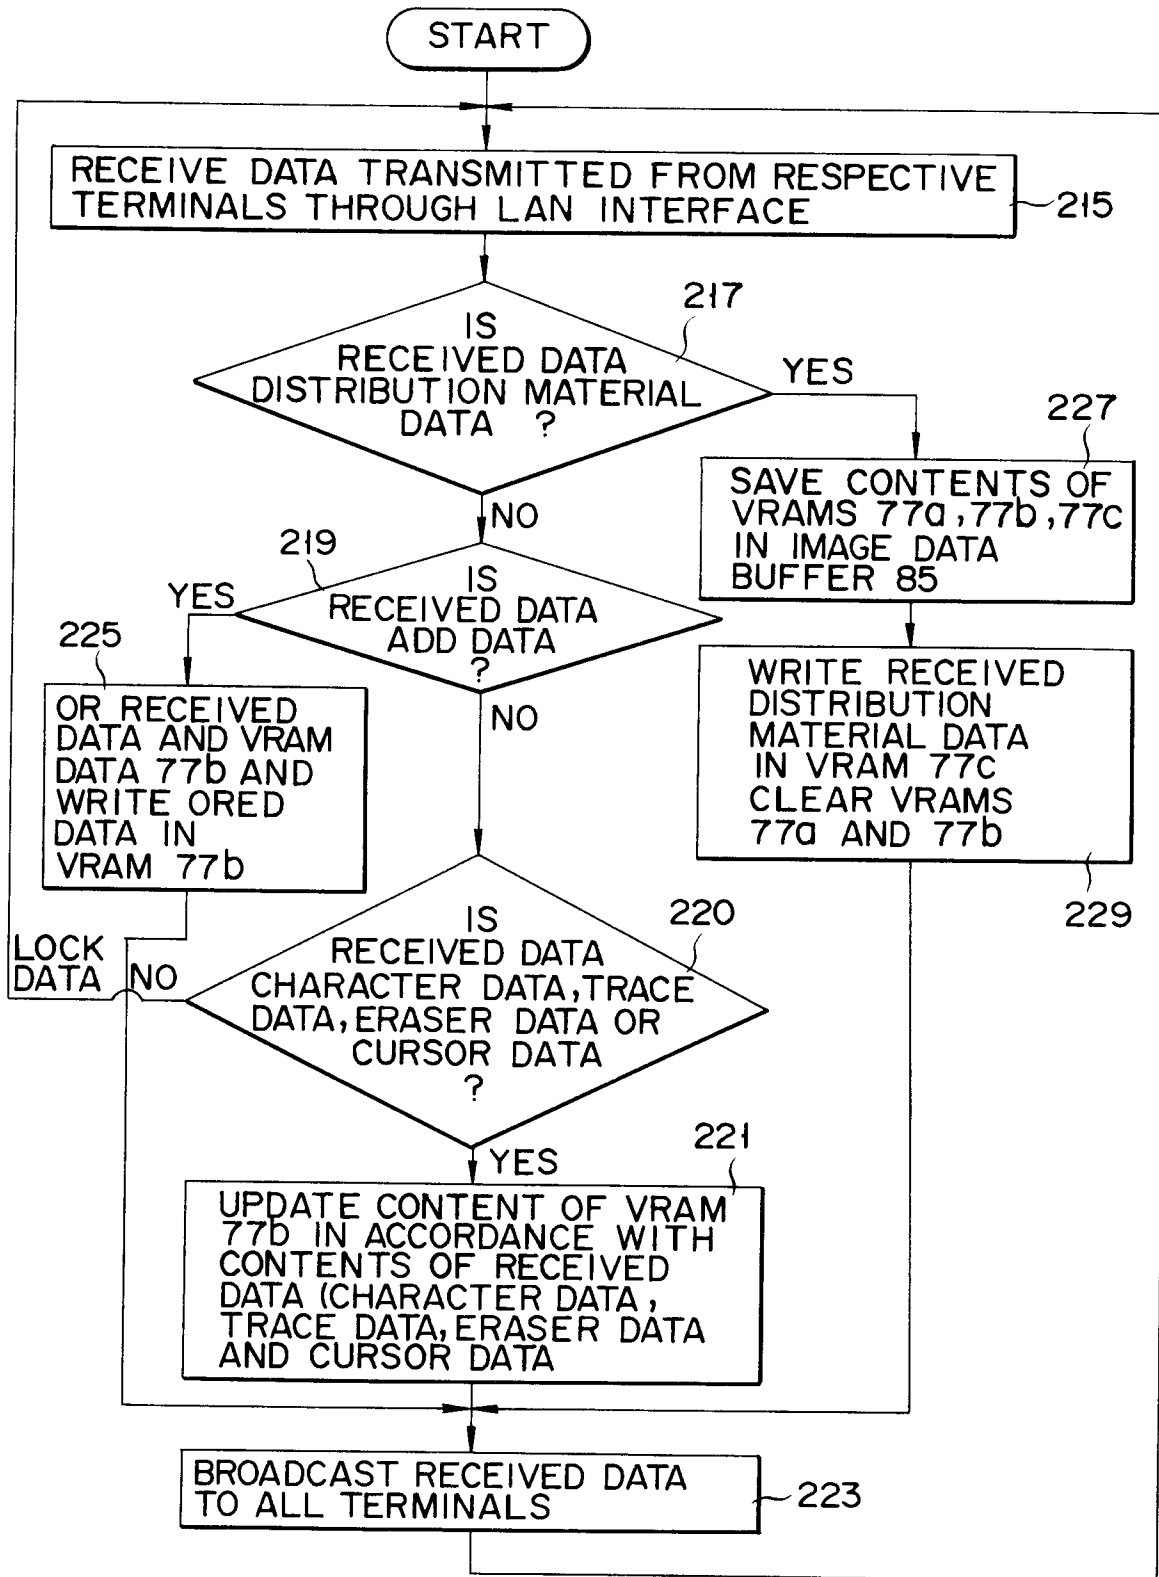 START
RECEIVE DATA TRANSMITTED FROM RESPECTIVE
TERMINALS THROUGH LAN INTERFACE
215
217
IS
RECEIVED DATA
DISTRIBUTION MATERIAL
DATA ?
YES
NO
227
SAVE CONTENTS OF
VRAMS 77a, 77b, 77c
IN IMAGE DATA
BUFFER 85
219
IS
RECEIVED DATA
ADD DATA
?
YES
NO
225
OR RECEIVED
DATA AND VRAM
DATA 77b AND
WRITE ORED
DATA IN
VRAM 77b
WRITE RECEIVED
DISTRIBUTION
MATERIAL DATA
IN VRAM 77c
CLEAR VRAMS
77a AND 77b
229
220
IS
RECEIVED DATA
CHARACTER DATA, TRACE
DATA, ERASER DATA OR
CURSOR DATA
?
LOCK
DATA NO
YES
221
UPDATE CONTENT OF VRAM
77b IN ACCORDANCE WITH
CONTENTS OF RECEIVED
DATA (CHARACTER DATA,
TRACE DATA, ERASER DATA
AND CURSOR DATA
BROADCAST RECEIVED DATA
TO ALL TERMINALS
223